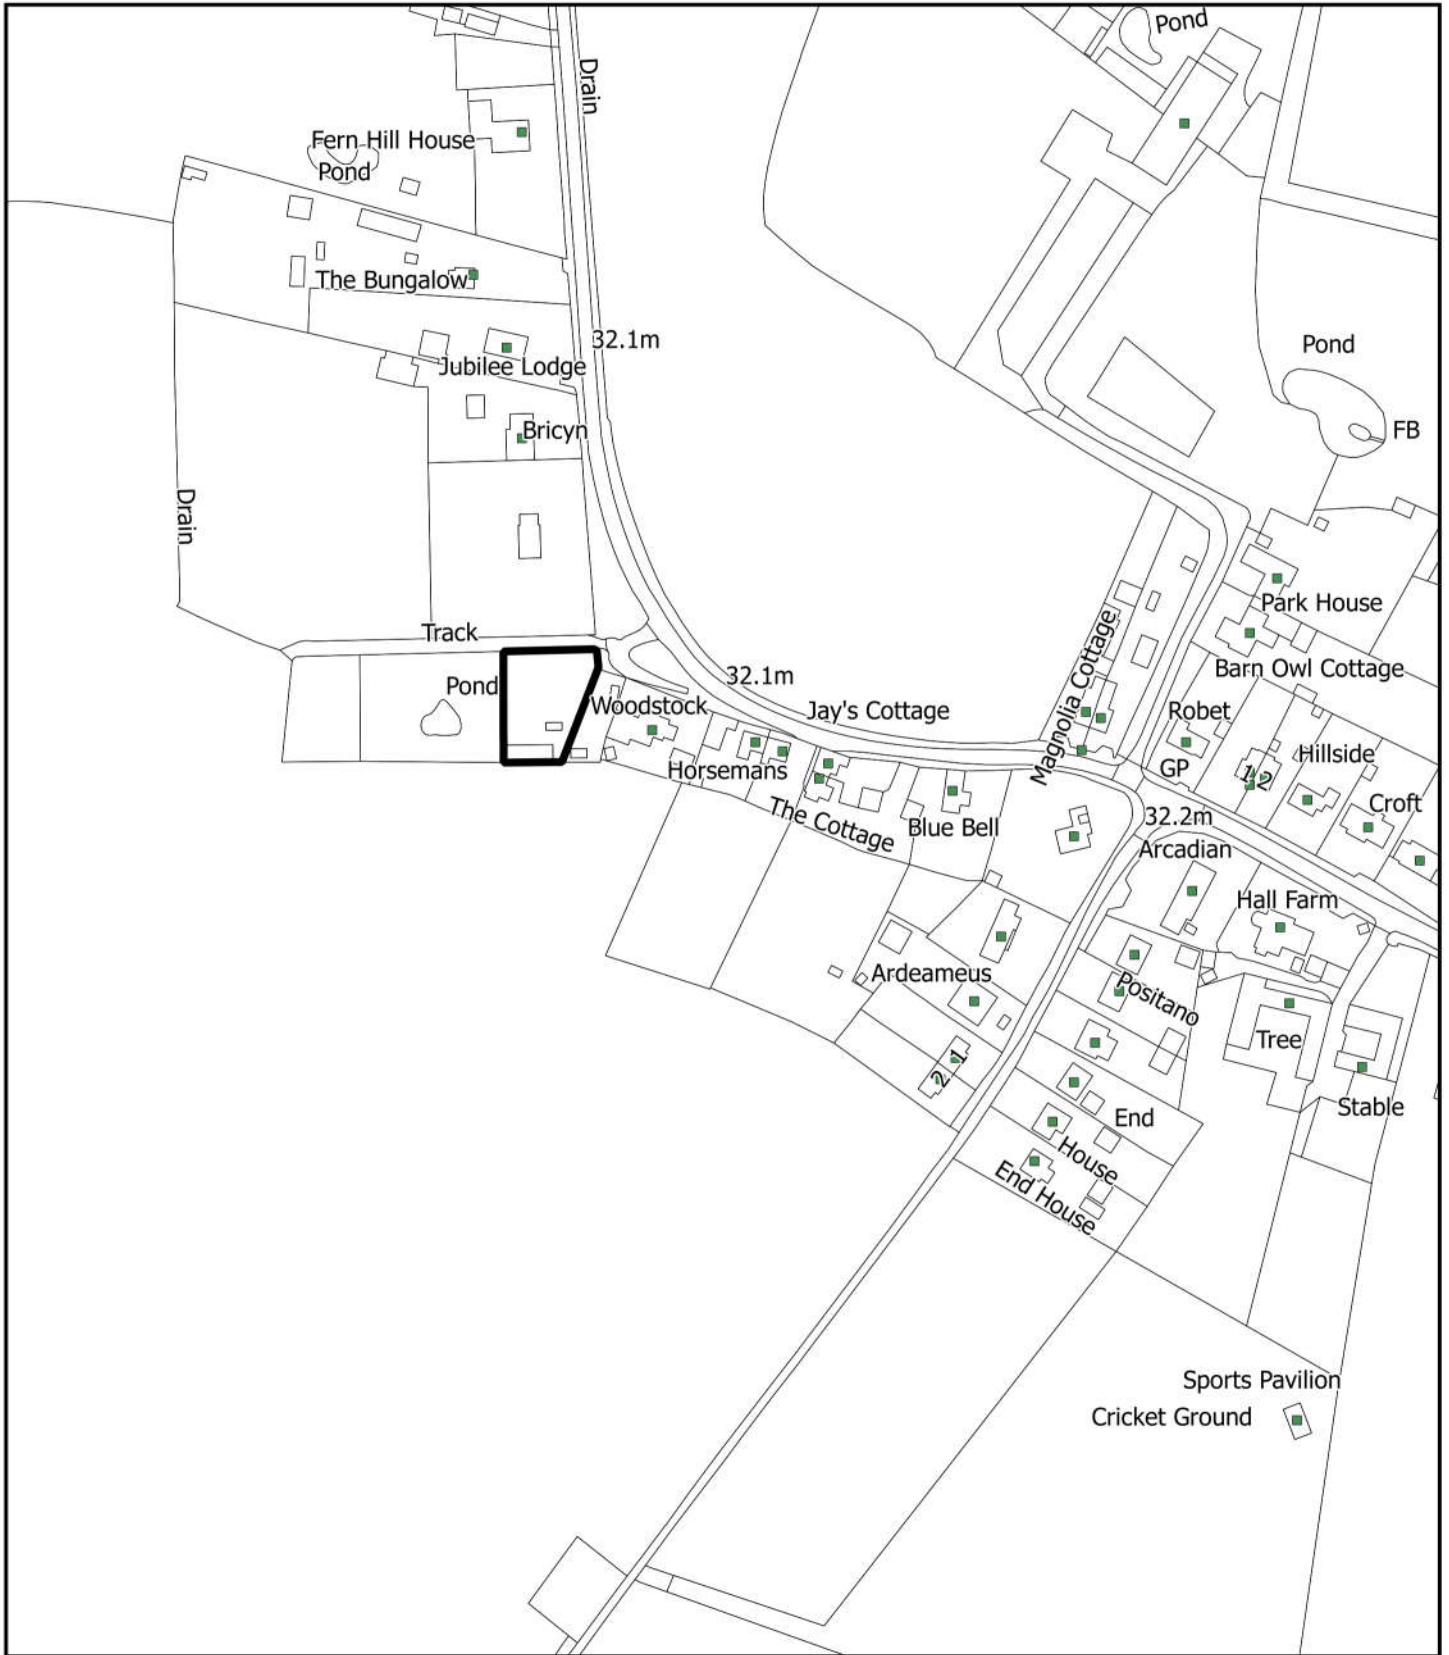 Pond
Drain
Fern Hill House
Pond
The Bungalow
32.1m
Pond
Jubilee Lodge
Bricyn
FB
Drain
Park House
Track
Barn Owl Cottage
32.1m
Pond
Woodstock
Jay's Cottage
Magnolia Cottage
Robet
Hillside
Horsemans
GP
1
2
Croft
The Cottage
Blue Bell
32.2m
Arcadian
Hall Farm
Ardeameus
Positano
Tree
1
2
End
Stable
House
End House
Sports Pavilion
Cricket Ground